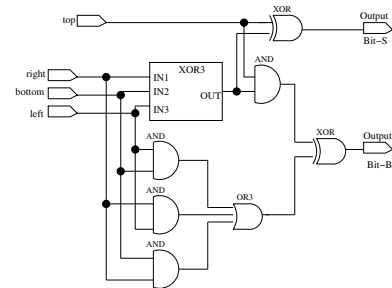 XOR
top
Output
Bit-S
AND
right
IN1
XOR3
bottom
IN2
left
IN3
OUT
AND
XOR
Output
Bit-B
AND
OR3
AND